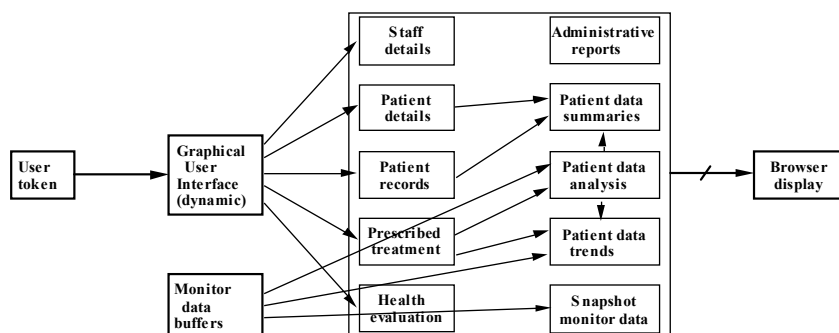 Staff
details
Administrative
reports
Patient
details
Patient data
summaries
User
token
Graphical
User
Interface
(dynamic)
Patient
records
Patient data
analysis
Browser
display
Prescribed
treatment
Patient data
trends
Monitor
data
buffers
Health
evaluation
Snapshot
monitor data